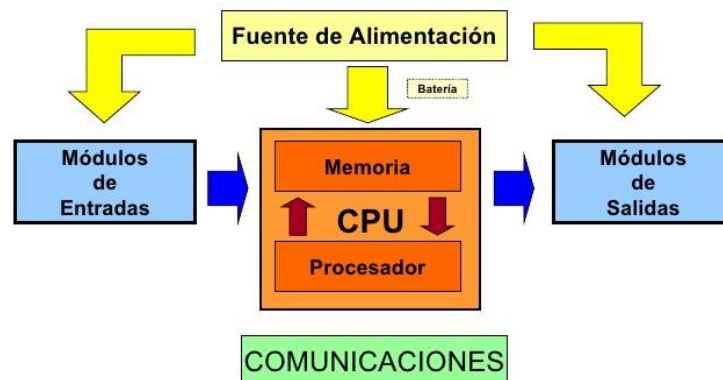 Fuente de Alimentación
Batería
Módulos
de
Entradas
Memoria
CPU
Procesador
Módulos
de
Salidas
COMUNICACIONES